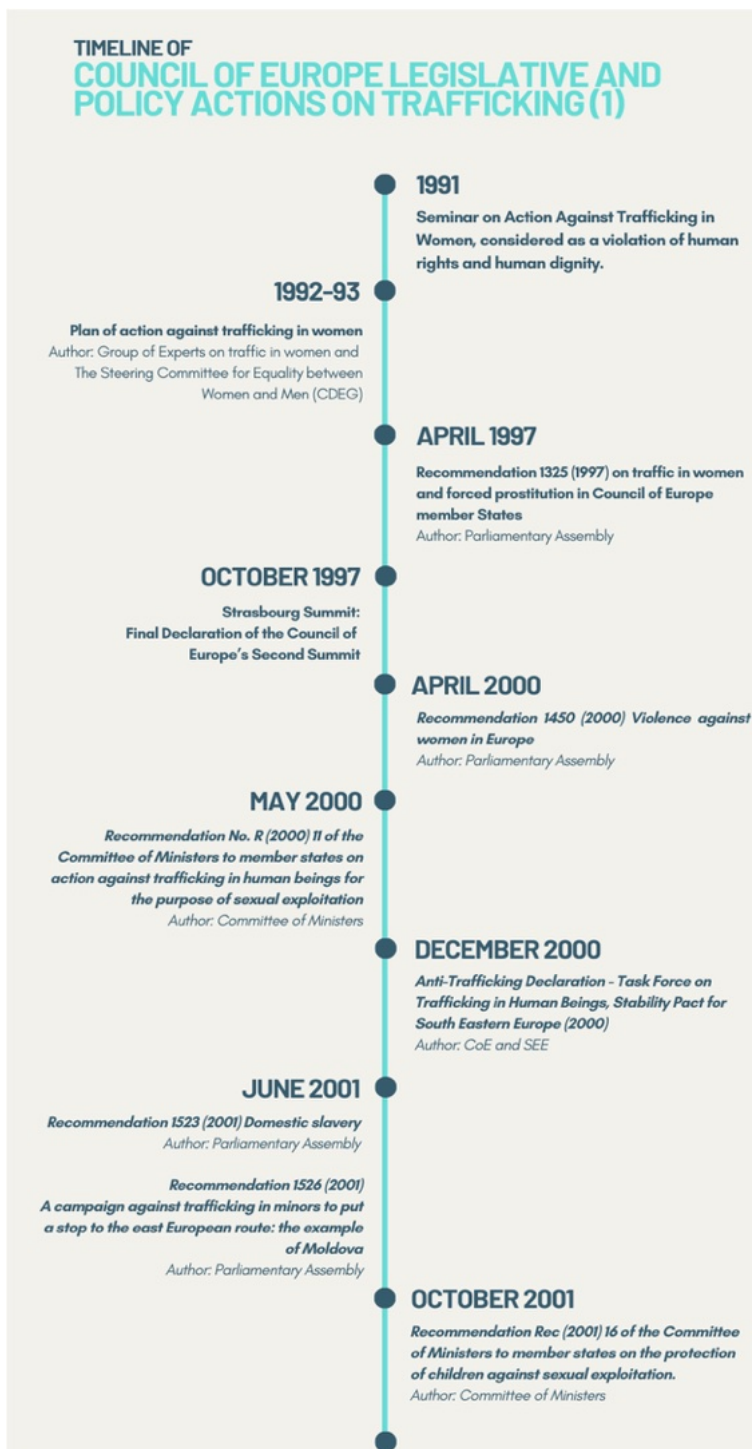 TIMELINE OF
COUNCIL OF EUROPE LEGISLATIVE AND
POLICY ACTIONS ON TRAFFICKING (1)
1991
Seminar on Action Against Trafficking in
Women, considered as a violation of human
rights and human dignity.
1992-93
Plan of action against trafficking in women
Author: Group of Experts on traffic in women and
The Steering Committee for Equality between
Women and Men (CDEG)
APRIL 1997
Recommendation 1325 (1997) on traffic in women
and forced prostitution in Council of Europe
member States
Author: Parliamentary Assembly
OCTOBER 1997
Strasbourg Summit:
Final Declaration of the Council of
Europe's Second Summit
APRIL 2000
Recommendation 1450 (2000) Violence against
women in Europe
Author: Parliamentary Assembly
MAY 2000
Recommendation No. R (2000) 11 of the
Committee of Ministers to member states on
action against trafficking in human beings for
the purpose of sexual exploitation
Author: Committee of Ministers
DECEMBER 2000
Anti-Trafficking Declaration - Task Force on
Trafficking in Human Beings, Stability Pact for
South Eastern Europe (2000)
Author: CoE and SEE
JUNE 2001
Recommendation 1523 (2001) Domestic slavery
Author: Parliamentary Assembly
Recommendation 1526 (2001)
A campaign against trafficking in minors to put
a stop to the east European route: the example
of Moldova
Author: Parliamentary Assembly
OCTOBER 2001
Recommendation Rec (2001) 16 of the Committee
of Ministers to member states on the protection
of children against sexual exploitation.
Author: Committee of Ministers